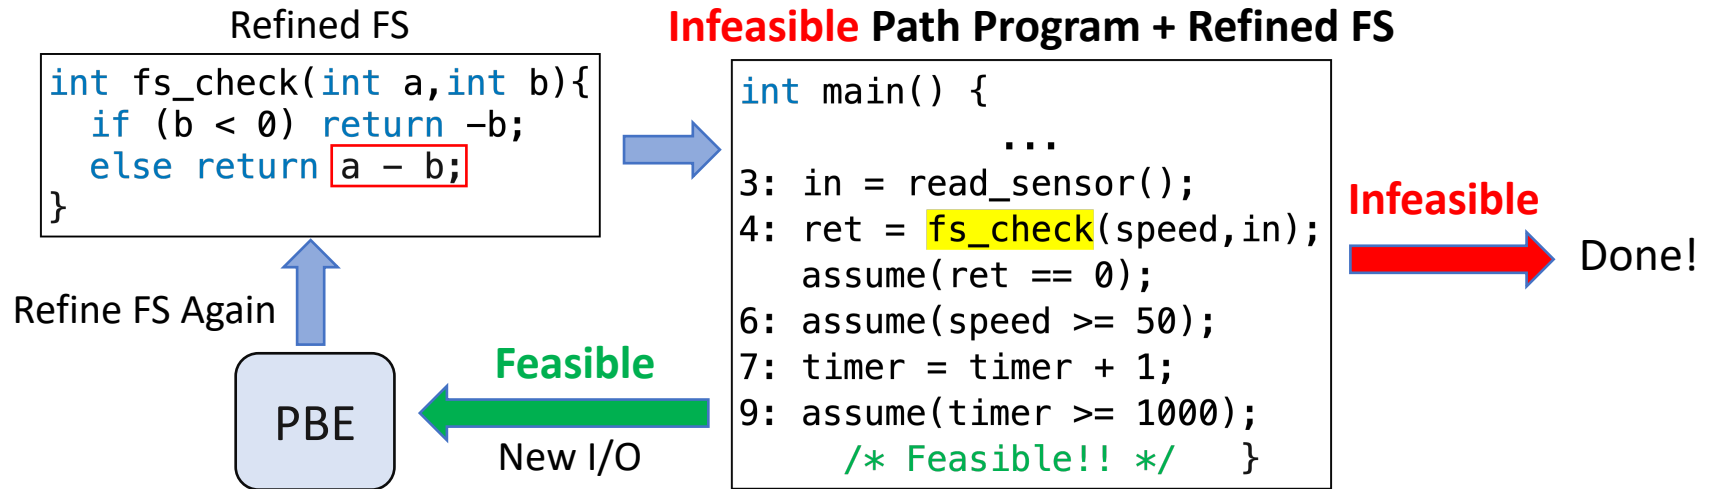 Refined FS
int fs_check(int a,int b){
if (b < 0) return -b;
else return a - b;
}
Refine FS Again
PBE
Feasible
New I/O
Infeasible Path Program + Refined FS
int main() {
...
3: in = read_sensor();
4: ret = fs_check(speed,in);
assume(ret == 0);
6: assume(speed >= 50);
7: timer = timer + 1;
9: assume(timer >= 1000);
/* Feasible!! */ }
Infeasible
Done!